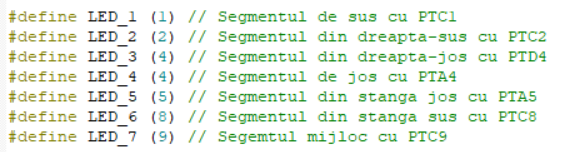 #define LED_1 (1) // Segmentul de sus cu PTC1
#define LED_2 (2) // Segmentul din dreapta-sus cu PTC2
#define LED_3 (4) // Segmentul din dreapta-jos cu PTD4
#define LED_4 (4) // Segmentul de jos cu PTA4
#define LED_5 (5) // Segmentul din stanga jos cu PTA5
#define LED_6 (8) // Segmentul din stanga sus cu PTC8
#define LED_7 (9) // Segemtul mijloc cu PTC9